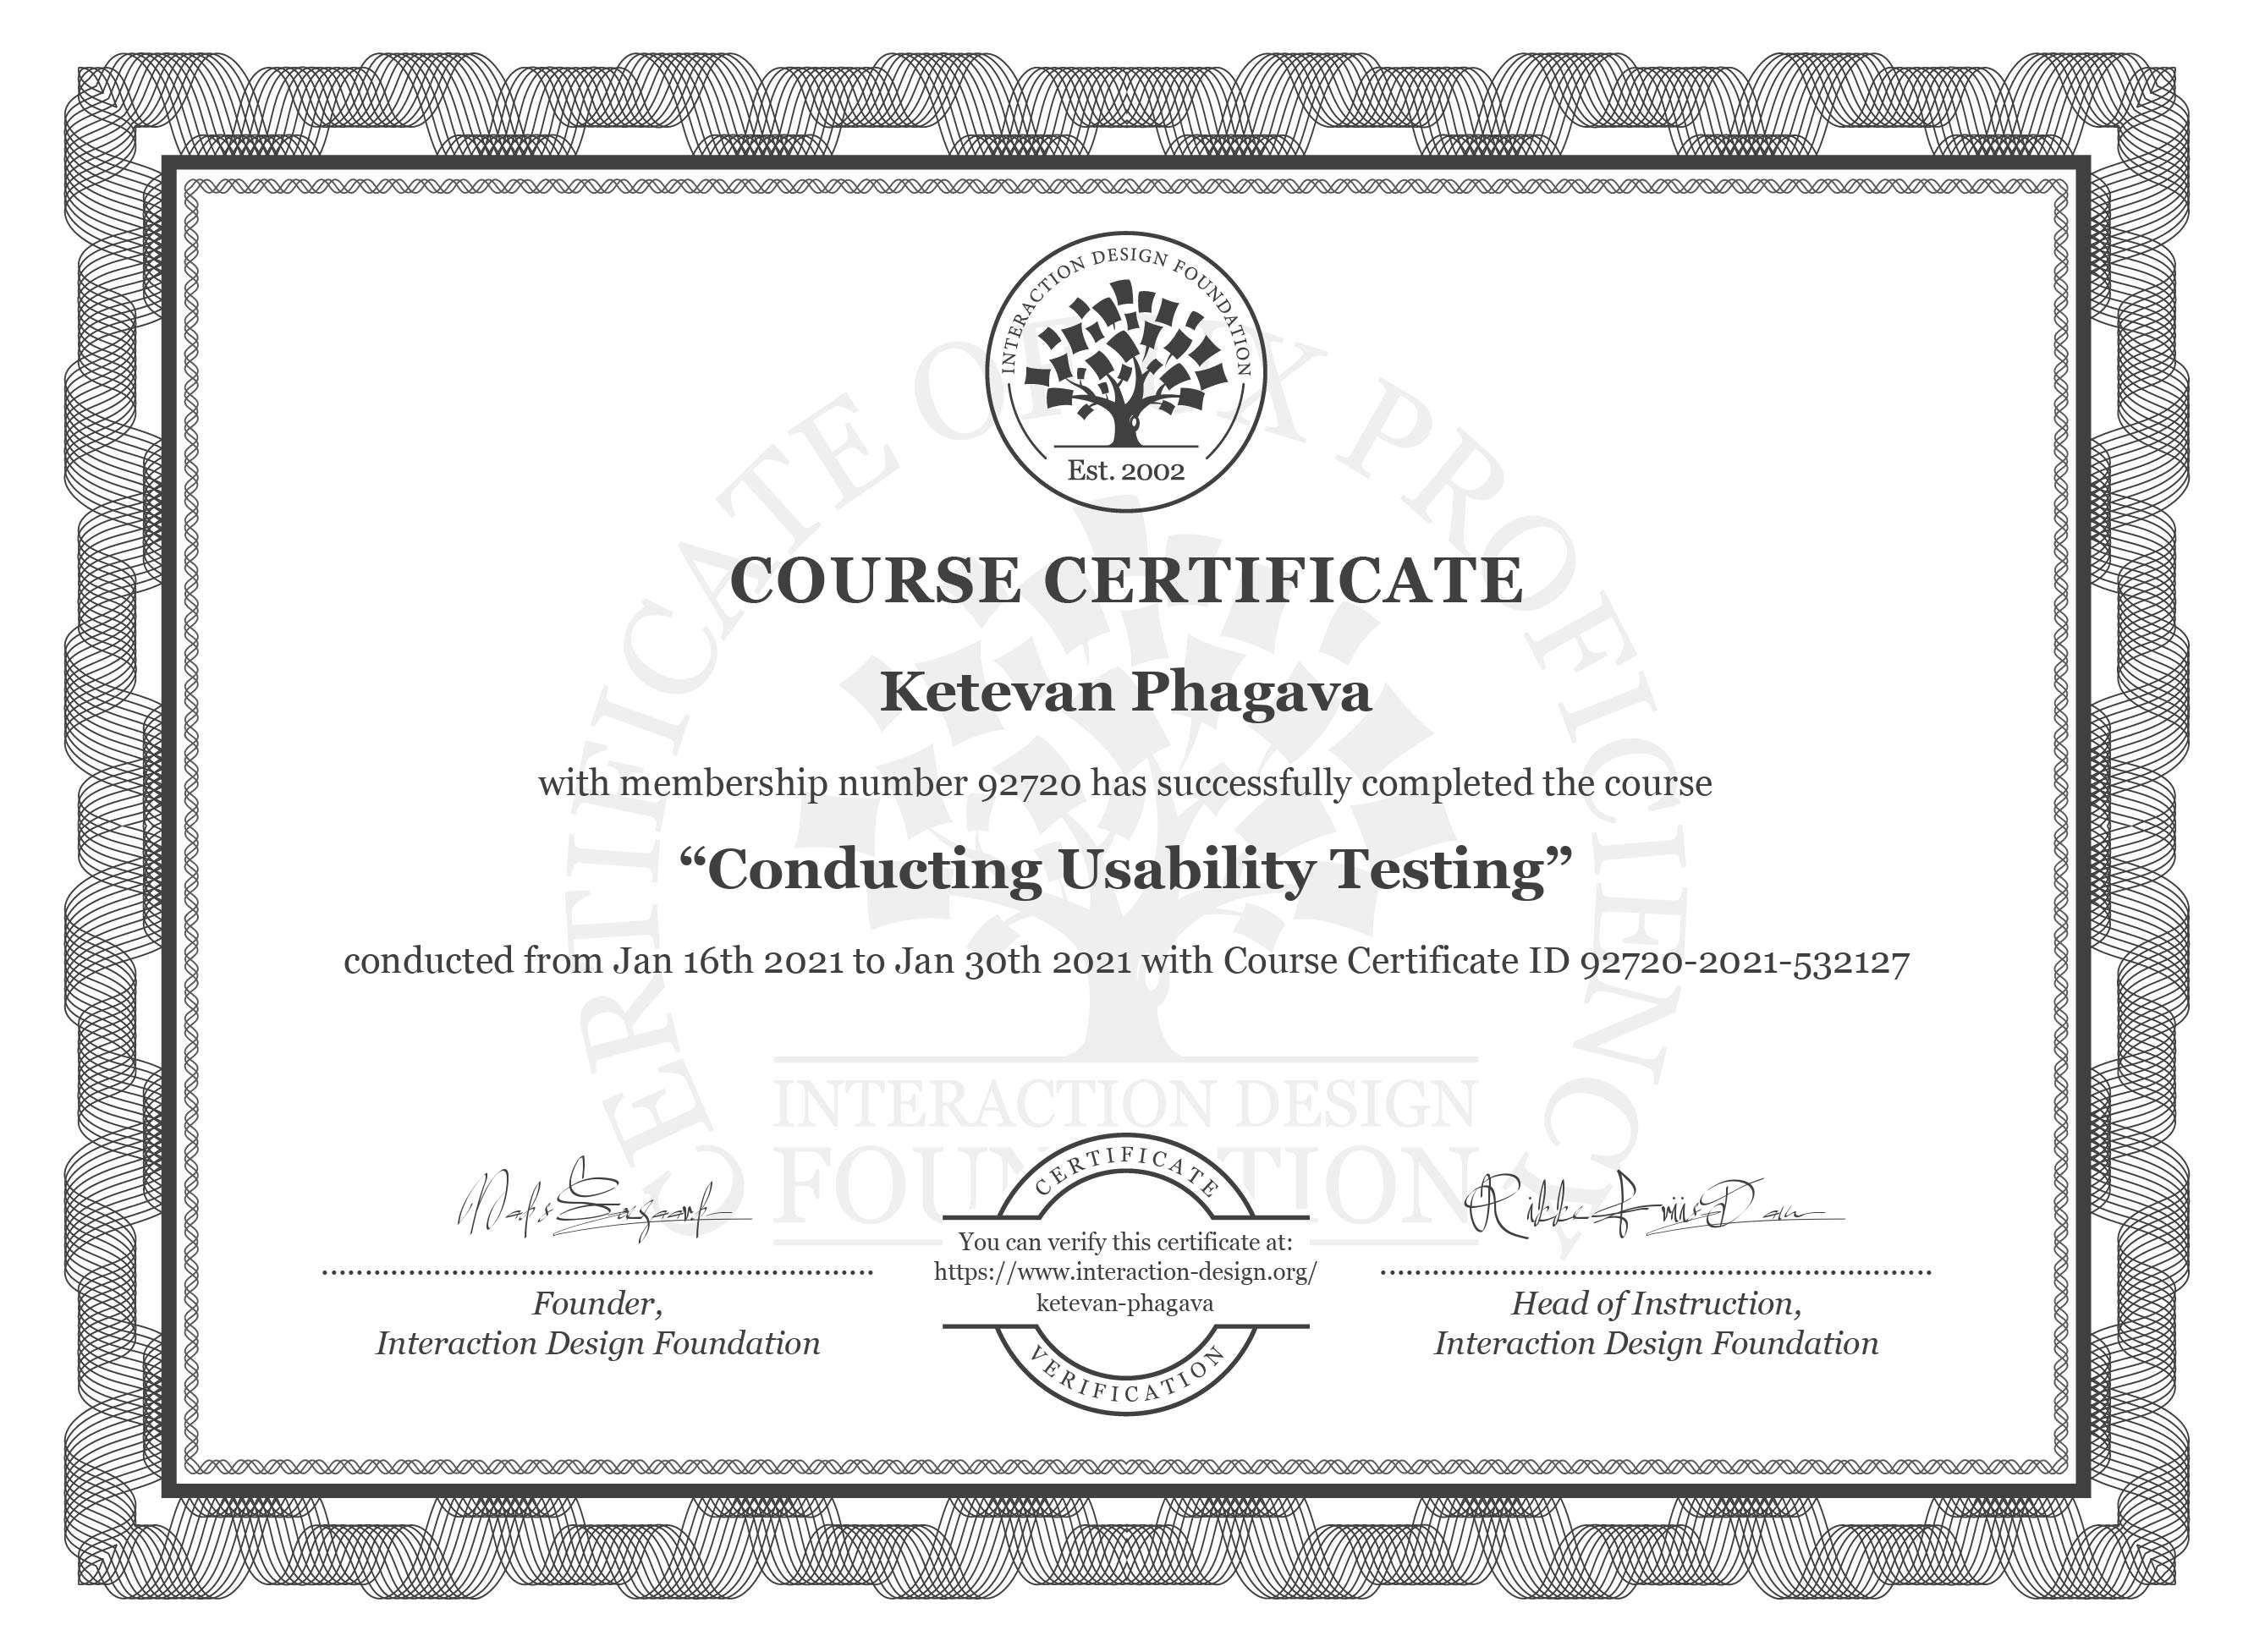 INTERACTION DESIGN FOUNDATION
Est. 2002
CERTIFICATE OF UX PROFICIENCY
COURSE CERTIFICATE
Ketevan Phagava
with membership number 92720 has successfully completed the course
“Conducting Usability Testing”
conducted from Jan 16th 2021 to Jan 30th 2021 with Course Certificate ID 92720-2021-532127
INTERACTION DESIGN
FOUNDATION
CERTIFICATE
You can verify this certificate at:
https://www.interaction-design.org/
ketevan-phagava
VERIFICATION
Founder,
Interaction Design Foundation
Rikke Friis Dam
Head of Instruction,
Interaction Design Foundation